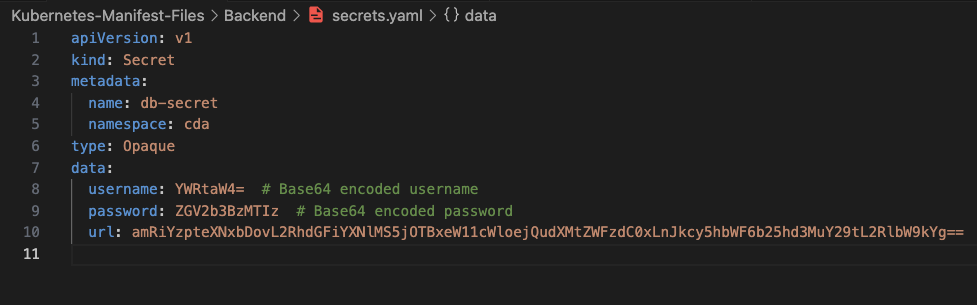 Kubernetes-Manifest-Files > Backend > secrets.yaml > {} data
1 apiVersion: v1
2 kind: Secret
3 metadata:
4   name: db-secret
5   namespace: cda
6 type: Opaque
7 data:
8   username: YWRtaW4=  # Base64 encoded username
9   password: ZGV2b3BzMTIz  # Base64 encoded password
10   url: amRiYzpteXNxbDovL2RhdGFiYXNlMS5jOTBxeW11cWloejQudXMtZWFzdC0xLnJkcy5hbWF6b25hd3MuY29tL2RlbW9kYg==
11